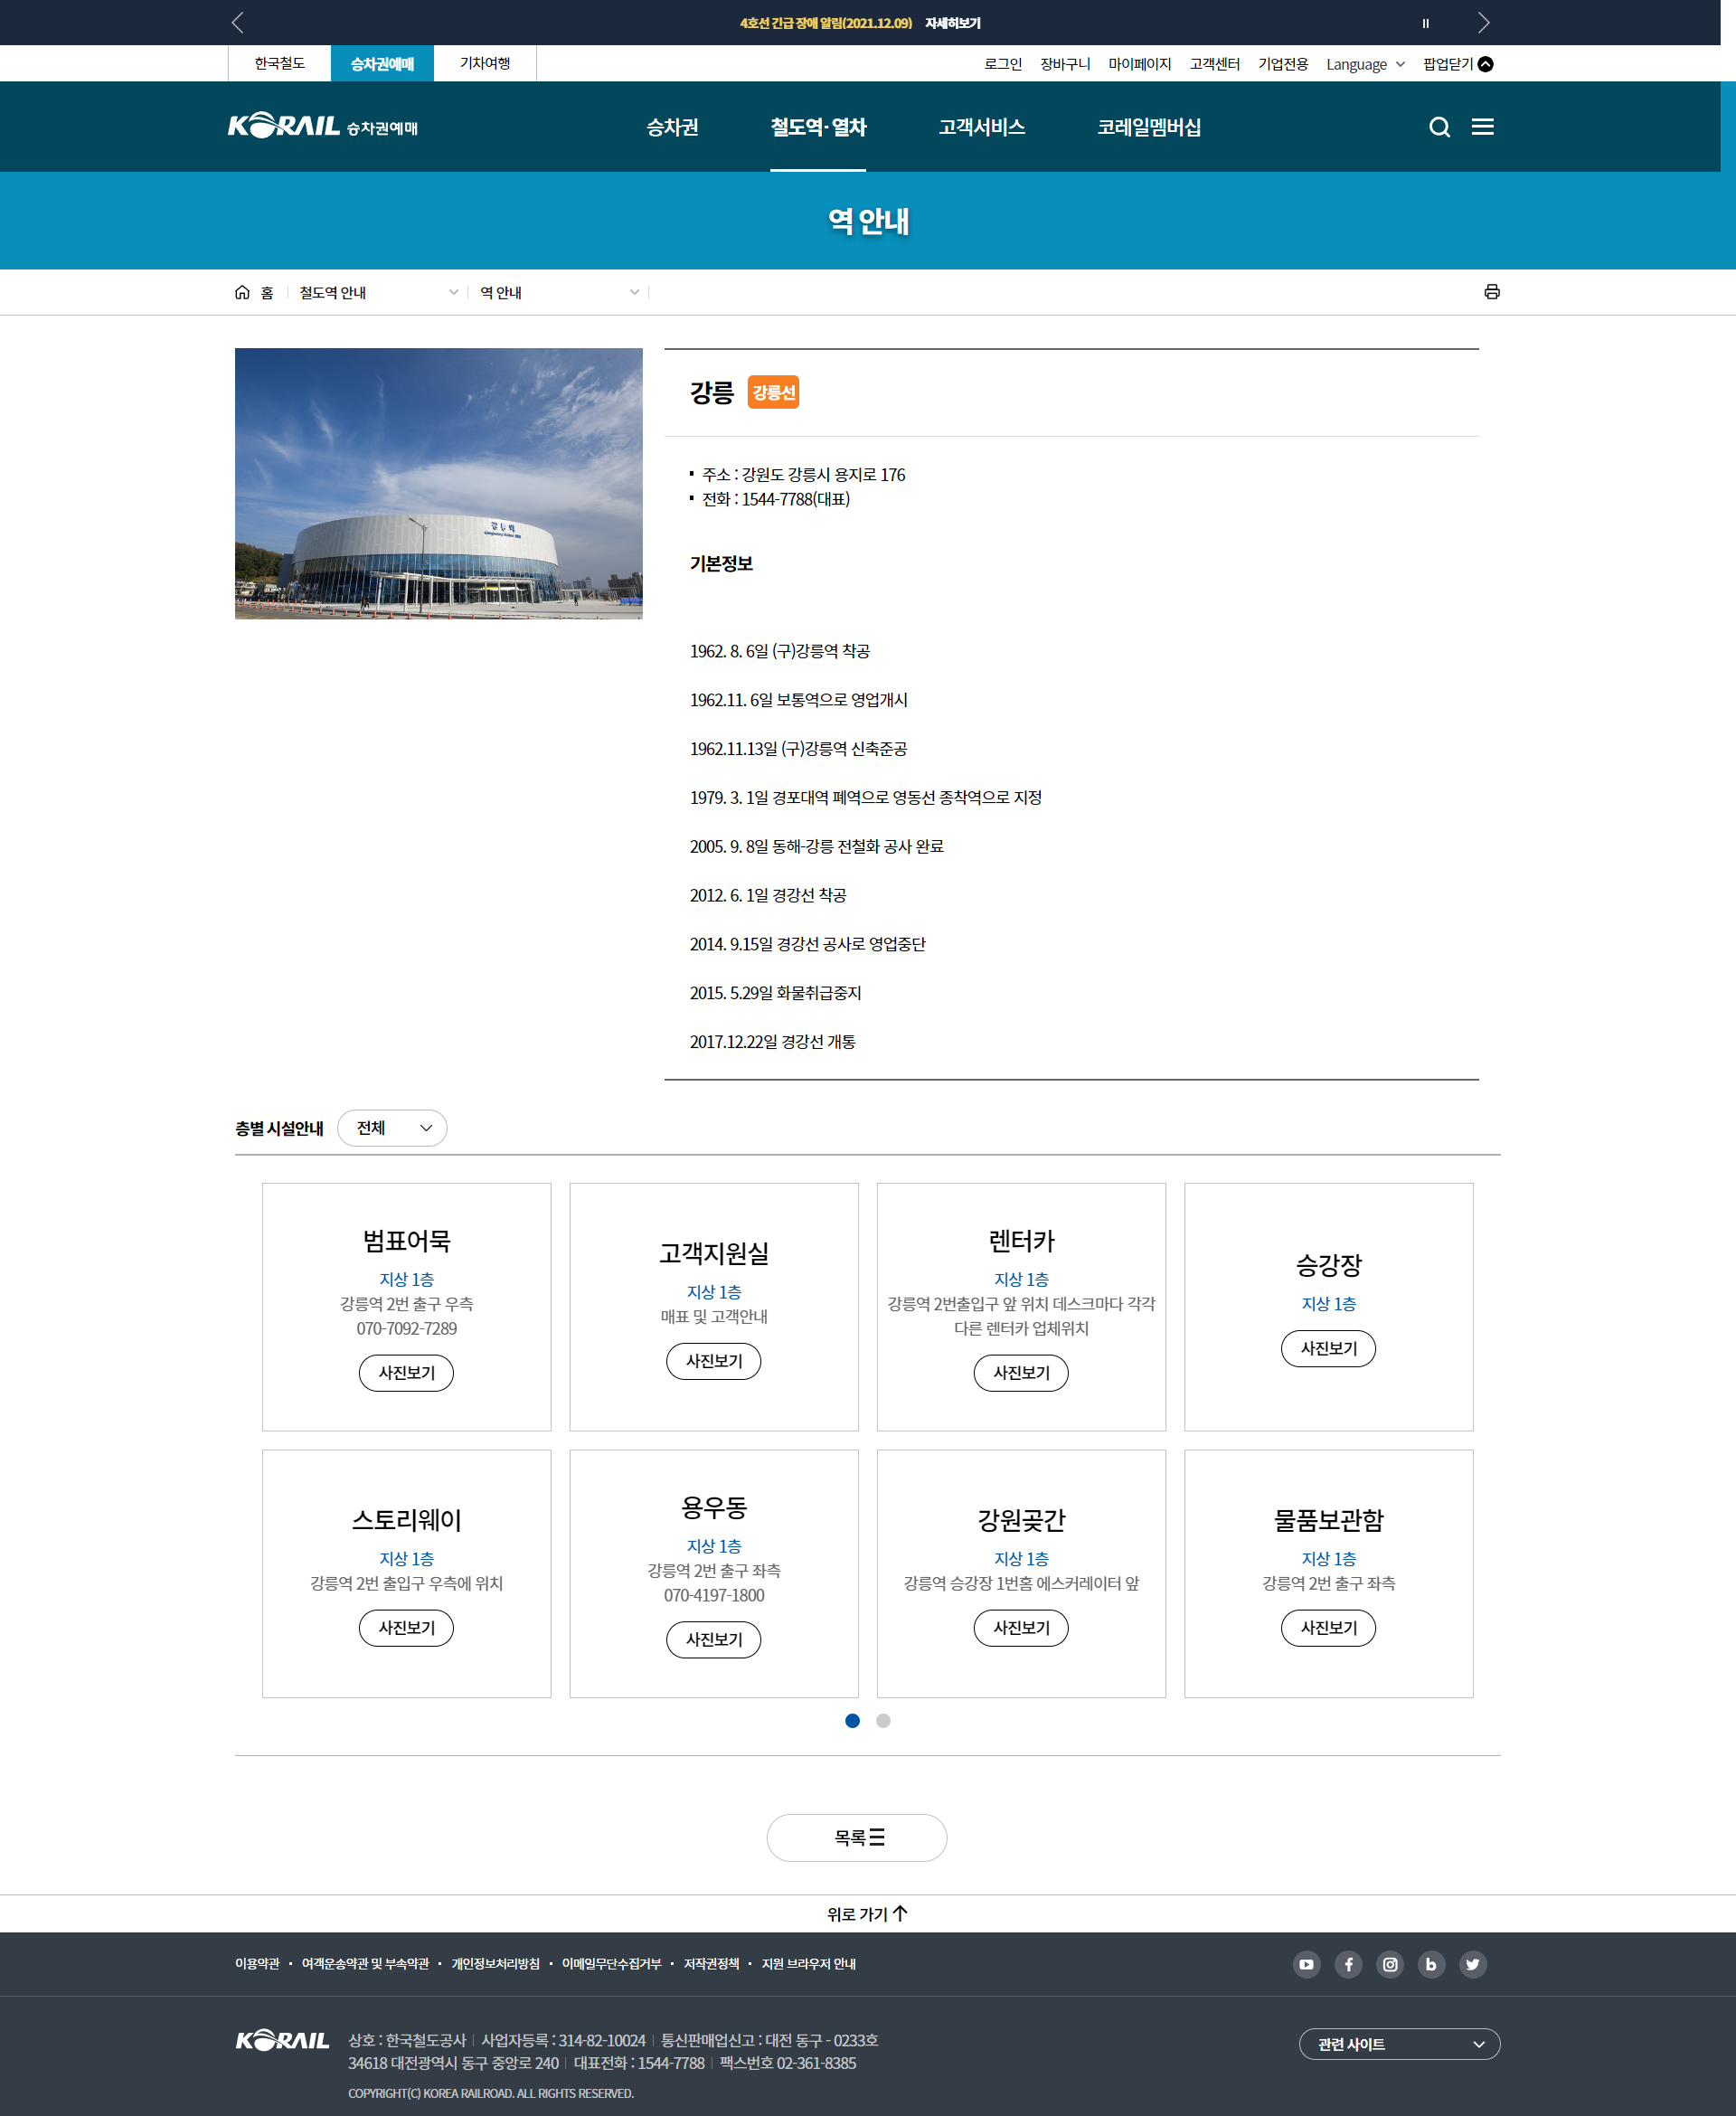 4호선 긴급 장애 알림(2021.12.09) 자세히보기
한국철도 승차권예매 기차여행 로그인 장바구니 마이페이지 고객센터 기업전용 Language 팝업닫기
KORAIL 승차권예매 승차권 철도역·열차 고객서비스 코레일멤버십
역 안내
홈 철도역 안내 역 안내
강릉 강릉선
주소 : 강원도 강릉시 용지로 176
전화 : 1544-7788(대표)
기본정보
1962. 8. 6일 (구)강릉역 착공
1962.11. 6일 보통역으로 영업개시
1962.11.13일 (구)강릉역 신축준공
1979. 3. 1일 경포대역 폐역으로 영동선 종착역으로 지정
2005. 9. 8일 동해-강릉 전철화 공사 완료
2012. 6. 1일 경강선 착공
2014. 9.15일 경강선 공사로 영업중단
2015. 5.29일 화물취급중지
2017.12.22일 경강선 개통
층별 시설안내 전체
범표어묵
지상 1층
강릉역 2번 출구 우측
070-7092-7289
사진보기
고객지원실
지상 1층
매표 및 고객안내
사진보기
렌터카
지상 1층
강릉역 2번출입구 앞 위치 데스크마다 각각
다른 렌터카 업체위치
사진보기
승강장
지상 1층
사진보기
스토리웨이
지상 1층
강릉역 2번 출입구 우측에 위치
사진보기
용우동
지상 1층
강릉역 2번 출구 좌측
070-4197-1800
사진보기
강원곶간
지상 1층
강릉역 승강장 1번홈 에스커레이터 앞
사진보기
물품보관함
지상 1층
강릉역 2번 출구 좌측
사진보기
목록
위로 가기
이용약관 여객운송약관 및 부속약관 개인정보처리방침 이메일무단수집거부 저작권정책 지원 브라우저 안내
KORAIL 상호 : 한국철도공사 사업자등록 : 314-82-10024 통신판매업신고 : 대전 동구 - 0233호
34618 대전광역시 동구 중앙로 240 대표전화 : 1544-7788 팩스번호 02-361-8385
COPYRIGHT(C) KOREA RAILROAD. ALL RIGHTS RESERVED.
관련 사이트